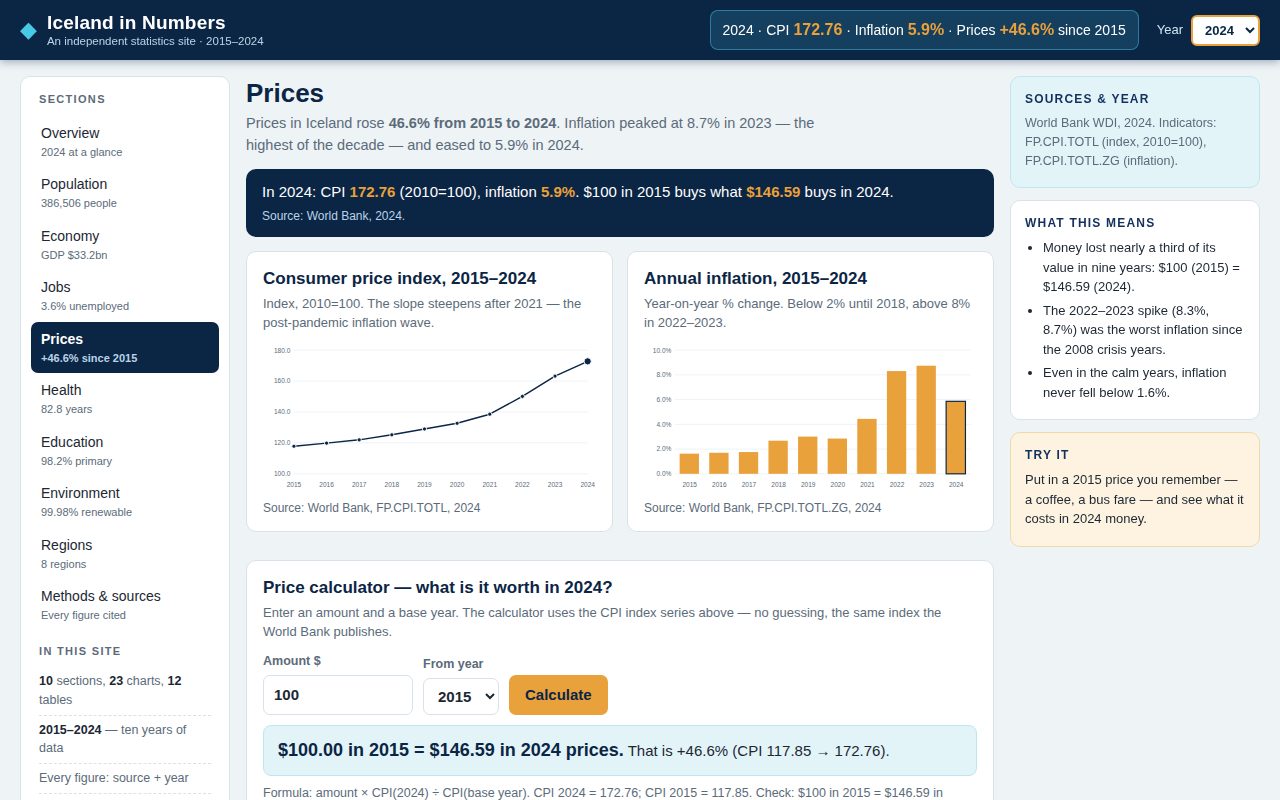 Iceland in Numbers
An independent statistics site · 2015–2024
2024 · CPI 172.76 · Inflation 5.9% · Prices +46.6% since 2015
Year
2024
SECTIONS
Overview
2024 at a glance
Population
386,506 people
Economy
GDP $33.2bn
Jobs
3.6% unemployed
Prices
+46.6% since 2015
Health
82.8 years
Education
98.2% primary
Environment
99.98% renewable
Regions
8 regions
Methods & sources
Every figure cited
IN THIS SITE
10 sections, 23 charts, 12
tables
2015–2024 — ten years of
data
Every figure: source + year
Prices
Prices in Iceland rose 46.6% from 2015 to 2024. Inflation peaked at 8.7% in 2023 — the
highest of the decade — and eased to 5.9% in 2024.
In 2024: CPI 172.76 (2010=100), inflation 5.9%. $100 in 2015 buys what $146.59 buys in 2024.
Source: World Bank, 2024.
Consumer price index, 2015–2024
Index, 2010=100. The slope steepens after 2021 — the
post-pandemic inflation wave.
180.0
160.0
140.0
120.0
100.0
2015 2016 2017 2018 2019 2020 2021 2022 2023 2024
Source: World Bank, FP.CPI.TOTL, 2024
Annual inflation, 2015–2024
Year-on-year % change. Below 2% until 2018, above 8%
in 2022–2023.
10.0%
8.0%
6.0%
4.0%
2.0%
0.0%
2015 2016 2017 2018 2019 2020 2021 2022 2023 2024
Source: World Bank, FP.CPI.TOTL.ZG, 2024
Price calculator — what is it worth in 2024?
Enter an amount and a base year. The calculator uses the CPI index series above — no guessing, the same index the
World Bank publishes.
Amount $
From year
100
2015
Calculate
$100.00 in 2015 = $146.59 in 2024 prices. That is +46.6% (CPI 117.85 → 172.76).
Formula: amount × CPI(2024) ÷ CPI(base year). CPI 2024 = 172.76; CPI 2015 = 117.85. Check: $100 in 2015 = $146.59 in
SOURCES & YEAR
World Bank WDI, 2024. Indicators:
FP.CPI.TOTL (index, 2010=100),
FP.CPI.TOTL.ZG (inflation).
WHAT THIS MEANS
• Money lost nearly a third of its
value in nine years: $100 (2015) =
$146.59 (2024).
• The 2022–2023 spike (8.3%,
8.7%) was the worst inflation since
the 2008 crisis years.
• Even in the calm years, inflation
never fell below 1.6%.
TRY IT
Put in a 2015 price you remember —
a coffee, a bus fare — and see what it
costs in 2024 money.